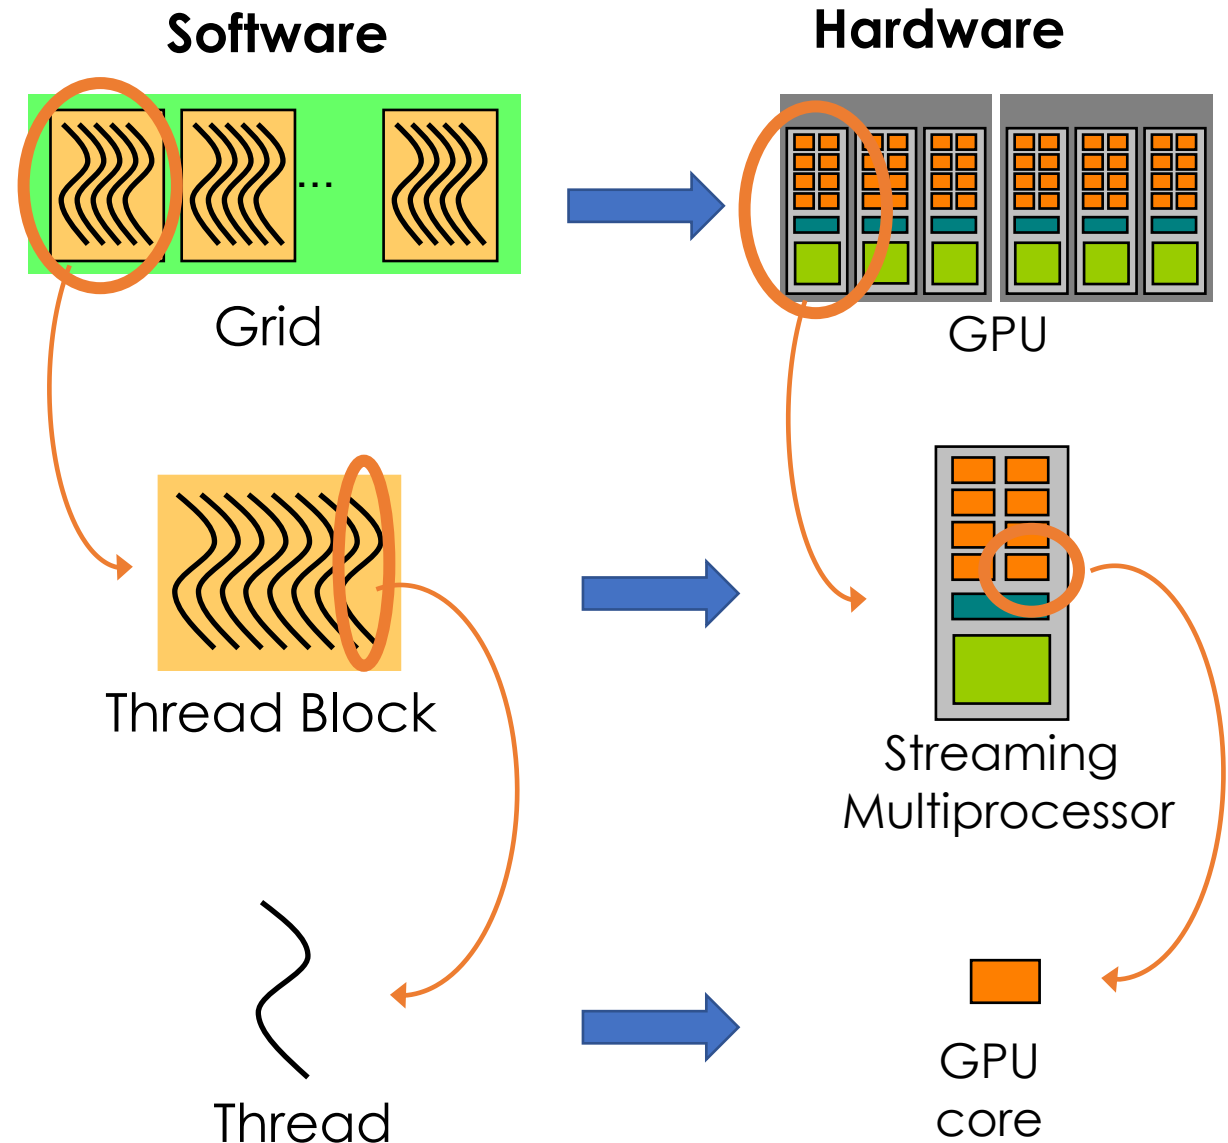 Software
Hardware
...
Grid
GPU
Thread Block
Streaming
Multiprocessor
Thread
GPU
core